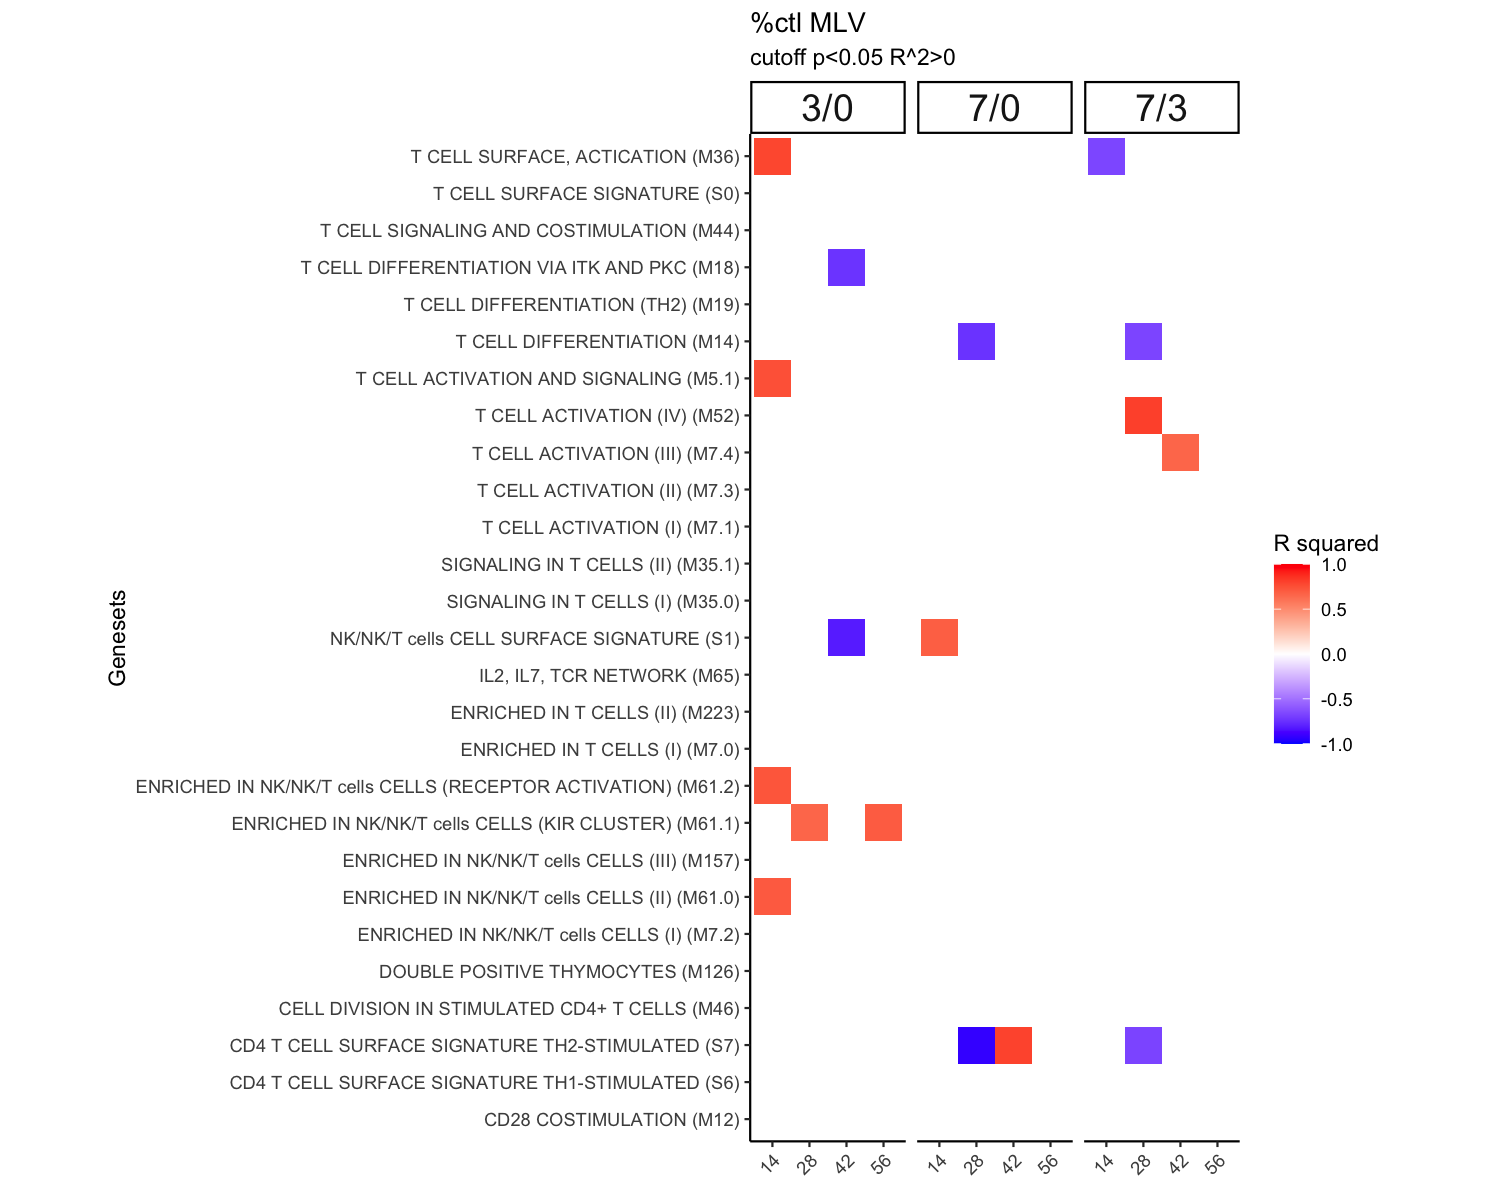 %ctl MLV
cutoff p<0.05 R^2>0
3/0 7/0 7/3
T CELL SURFACE, ACTICATION (M36)
T CELL SURFACE SIGNATURE (S0)
T CELL SIGNALING AND COSTIMULATION (M44)
T CELL DIFFERENTIATION VIA ITK AND PKC (M18)
T CELL DIFFERENTIATION (TH2) (M19)
T CELL DIFFERENTIATION (M14)
T CELL ACTIVATION AND SIGNALING (M5.1)
T CELL ACTIVATION (IV) (M52)
T CELL ACTIVATION (III) (M7.4)
T CELL ACTIVATION (II) (M7.3)
T CELL ACTIVATION (I) (M7.1)
SIGNALING IN T CELLS (II) (M35.1)
SIGNALING IN T CELLS (I) (M35.0)
NK/NK/T cells CELL SURFACE SIGNATURE (S1)
IL2, IL7, TCR NETWORK (M65)
ENRICHED IN T CELLS (II) (M223)
ENRICHED IN T CELLS (I) (M7.0)
ENRICHED IN NK/NK/T cells CELLS (RECEPTOR ACTIVATION) (M61.2)
ENRICHED IN NK/NK/T cells CELLS (KIR CLUSTER) (M61.1)
ENRICHED IN NK/NK/T cells CELLS (III) (M157)
ENRICHED IN NK/NK/T cells CELLS (II) (M61.0)
ENRICHED IN NK/NK/T cells CELLS (I) (M7.2)
DOUBLE POSITIVE THYMOCYTES (M126)
CELL DIVISION IN STIMULATED CD4+ T CELLS (M46)
CD4 T CELL SURFACE SIGNATURE TH2-STIMULATED (S7)
CD4 T CELL SURFACE SIGNATURE TH1-STIMULATED (S6)
CD28 COSTIMULATION (M12)
Genesets
14 28 42 56 14 28 42 56 14 28 42 56
R squared
1.0
0.5
0.0
-0.5
-1.0